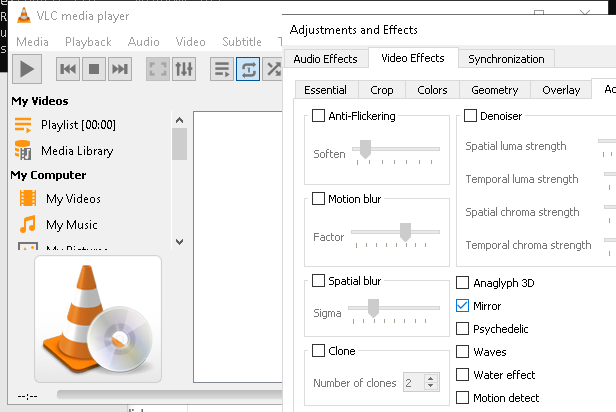 VLC media player
Media Playback Audio Video Subtitle
My Videos
Playlist [00:00]
Media Library
My Computer
My Videos
My Music
--:--
Adjustments and Effects
Audio Effects Video Effects Synchronization
Essential Crop Colors Geometry Overlay
Anti-Flickering
Soften
Motion blur
Factor
Spatial blur
Sigma
Clone
Number of clones 2
Denoiser
Spatial luma strength
Temporal luma strength
Spatial chroma strength
Temporal chroma strength
Anaglyph 3D
Mirror
Psychedelic
Waves
Water effect
Motion detect